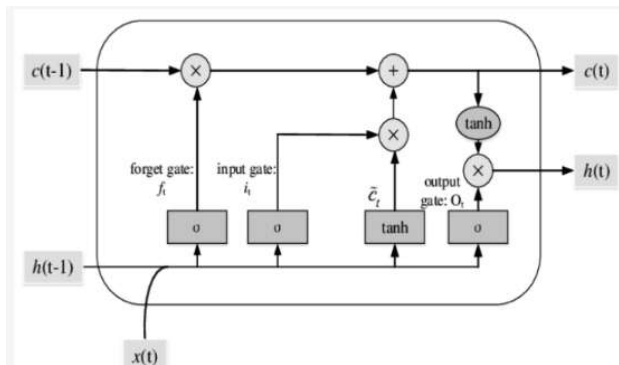 c(t-1)
×
+
c(t)
tanh
×
forget gate:
fₜ
input gate:
iₜ
c̃ₜ
output
gate: Oₜ
×
h(t)
σ
σ
tanh
σ
h(t-1)
x(t)